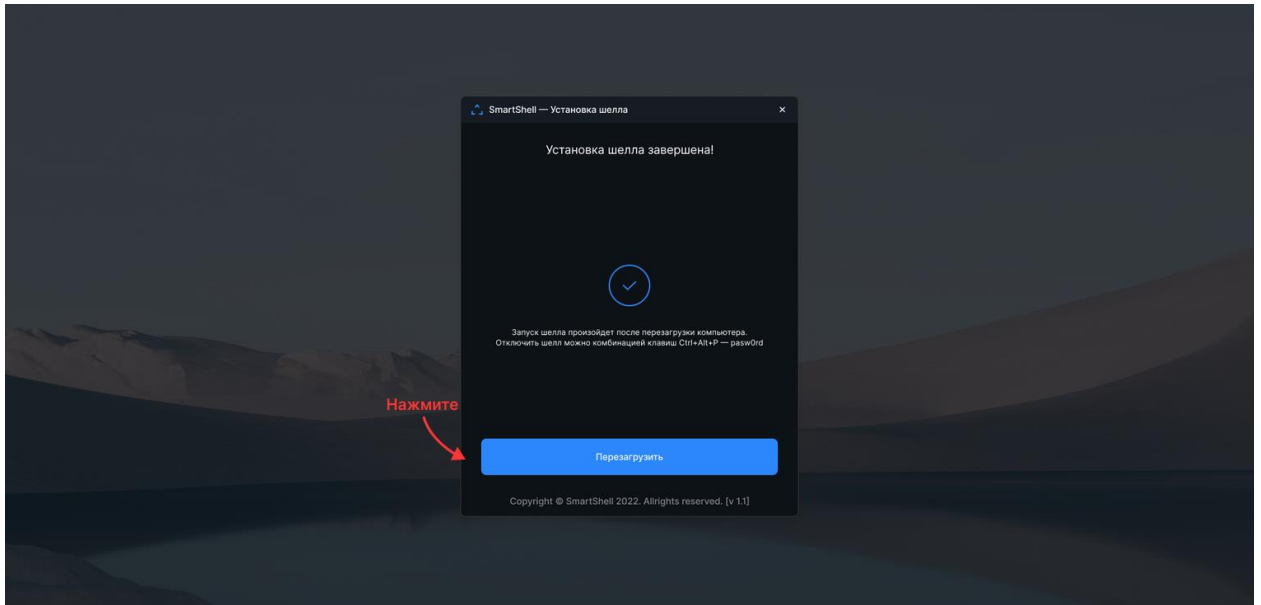 SmartShell — Установка шелла
Установка шелла завершена!
Запуск шелла произойдет после перезагрузки компьютера.
Отключить шелл можно комбинацией клавиш Ctrl+Alt+P — pasw0rd
Нажмите
Перезагрузить
Copyright © SmartShell 2022. Allrights reserved. [v 1.1]